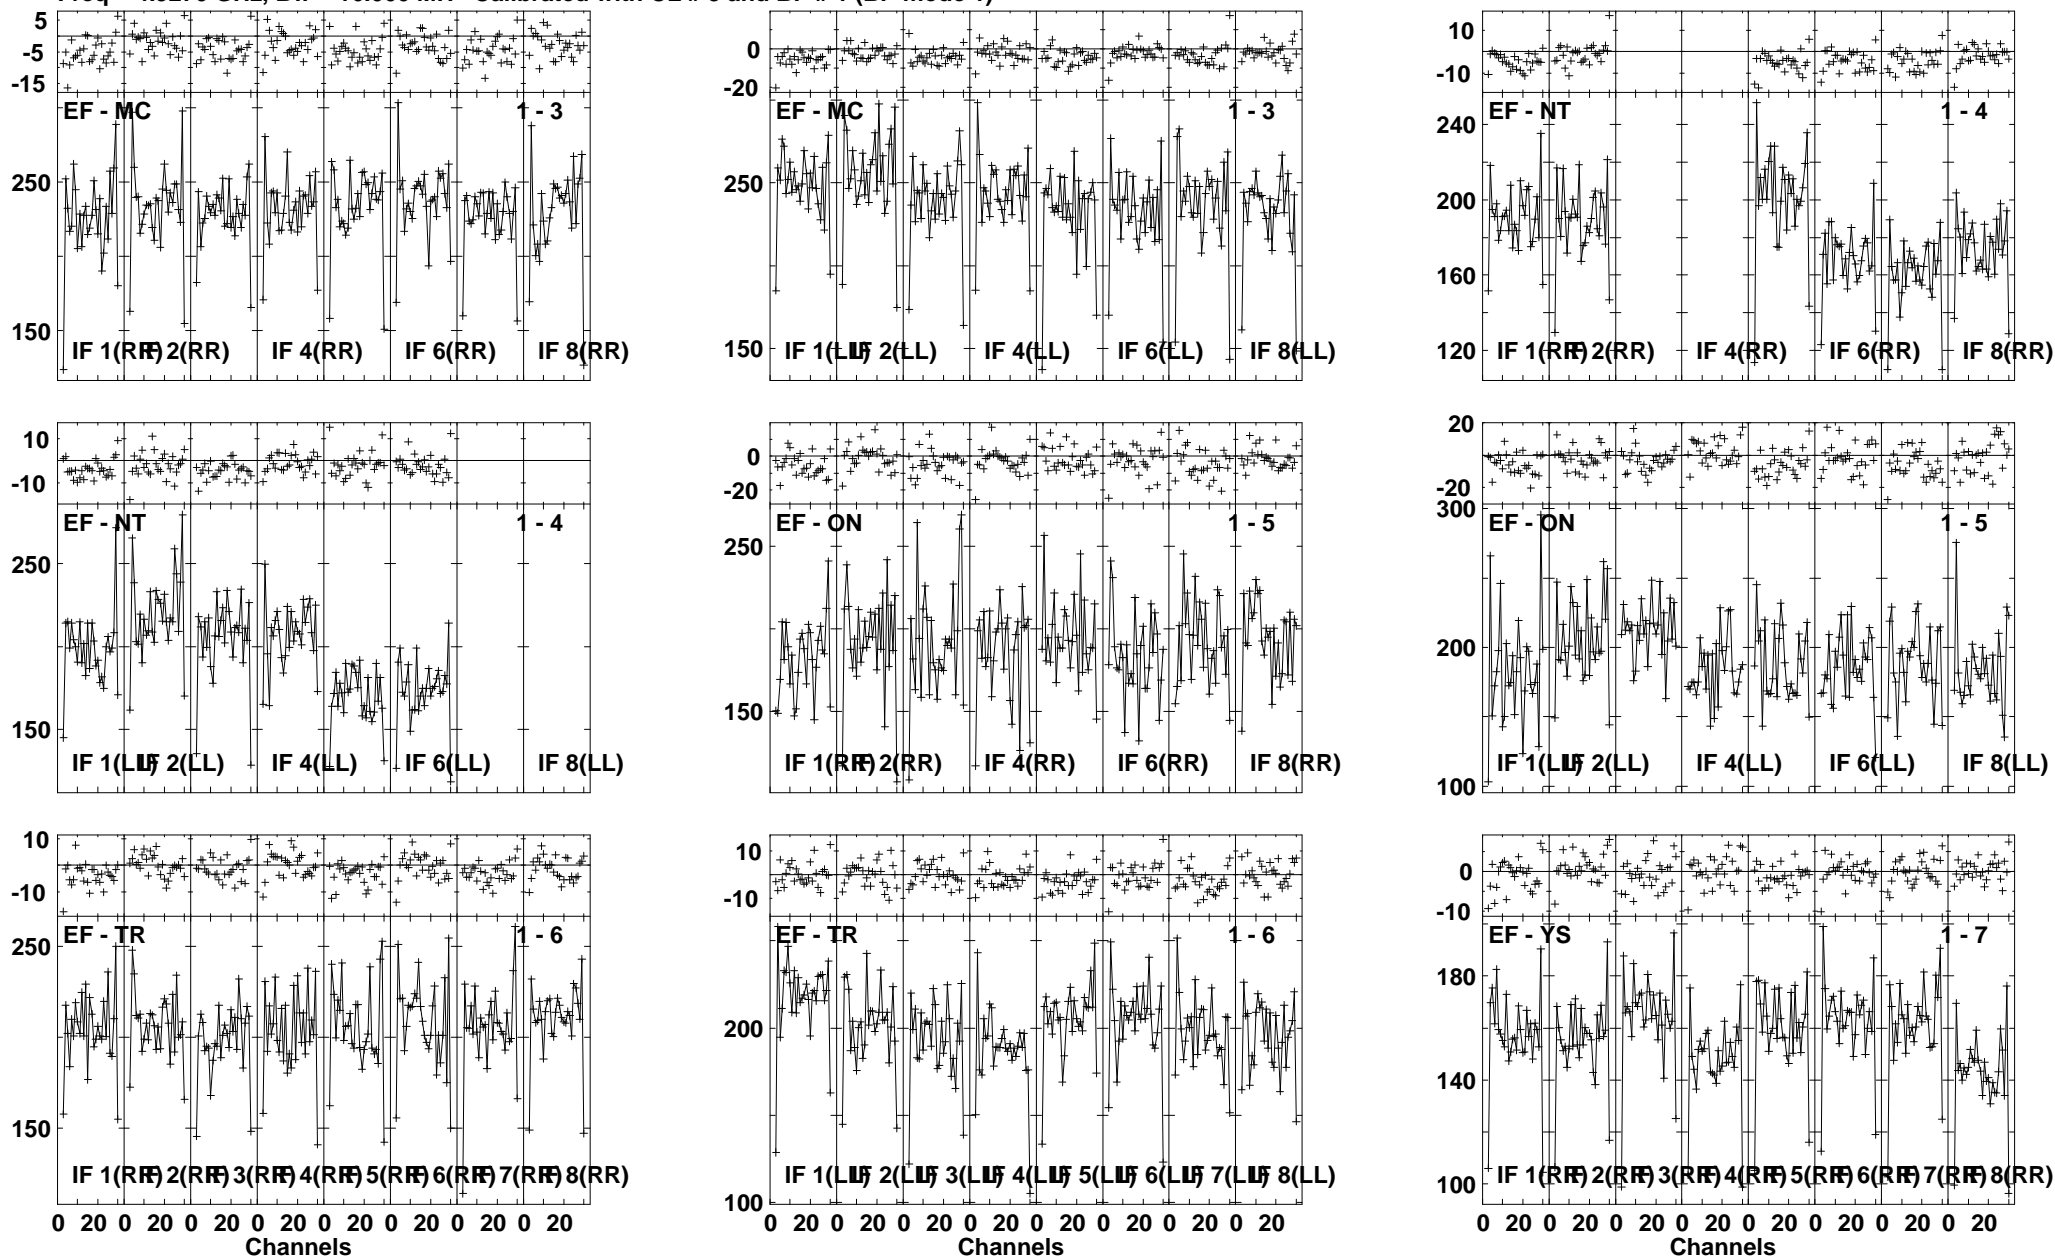 5
-5
-15
EF - MC 1 - 3
250
150
IF 1(RR) IF 2(RR) IF 4(RR) IF 6(RR) IF 8(RR)
0
-20
EF - MC 1 - 3
250
150
IF 1(LL) IF 2(LL) IF 4(LL) IF 6(LL) IF 8(LL)
10
-10
EF - NT 1 - 4
240
200
160
120
IF 1(RR) IF 2(RR) IF 4(RR) IF 6(RR) IF 8(RR)
10
-10
EF - NT 1 - 4
250
150
IF 1(LL) IF 2(LL) IF 4(LL) IF 6(LL) IF 8(LL)
0
-20
EF - ON 1 - 5
250
150
IF 1(RR) IF 2(RR) IF 4(RR) IF 6(RR) IF 8(RR)
20
0
-20
300
EF - ON 1 - 5
200
100
IF 1(LL) IF 2(LL) IF 4(LL) IF 6(LL) IF 8(LL)
10
-10
EF - TR 1 - 6
250
150
IF 1(RR) IF 2(RR) IF 3(RR) IF 4(RR) IF 5(RR) IF 6(RR) IF 7(RR) IF 8(RR)
0 20 0 20 0 20 0 20 0 20 0 20 0 20 0 20
Channels
10
-10
EF - TR 1 - 6
200
100
IF 1(LL) IF 2(LL) IF 3(LL) IF 4(LL) IF 5(LL) IF 6(LL) IF 7(LL) IF 8(LL)
0 20 0 20 0 20 0 20 0 20 0 20 0 20 0 20
Channels
0
-10
EF - YS 1 - 7
180
140
100
IF 1(RR) IF 2(RR) IF 3(RR) IF 4(RR) IF 5(RR) IF 6(RR) IF 7(RR) IF 8(RR)
0 20 0 20 0 20 0 20 0 20 0 20 0 20 0 20
Channels